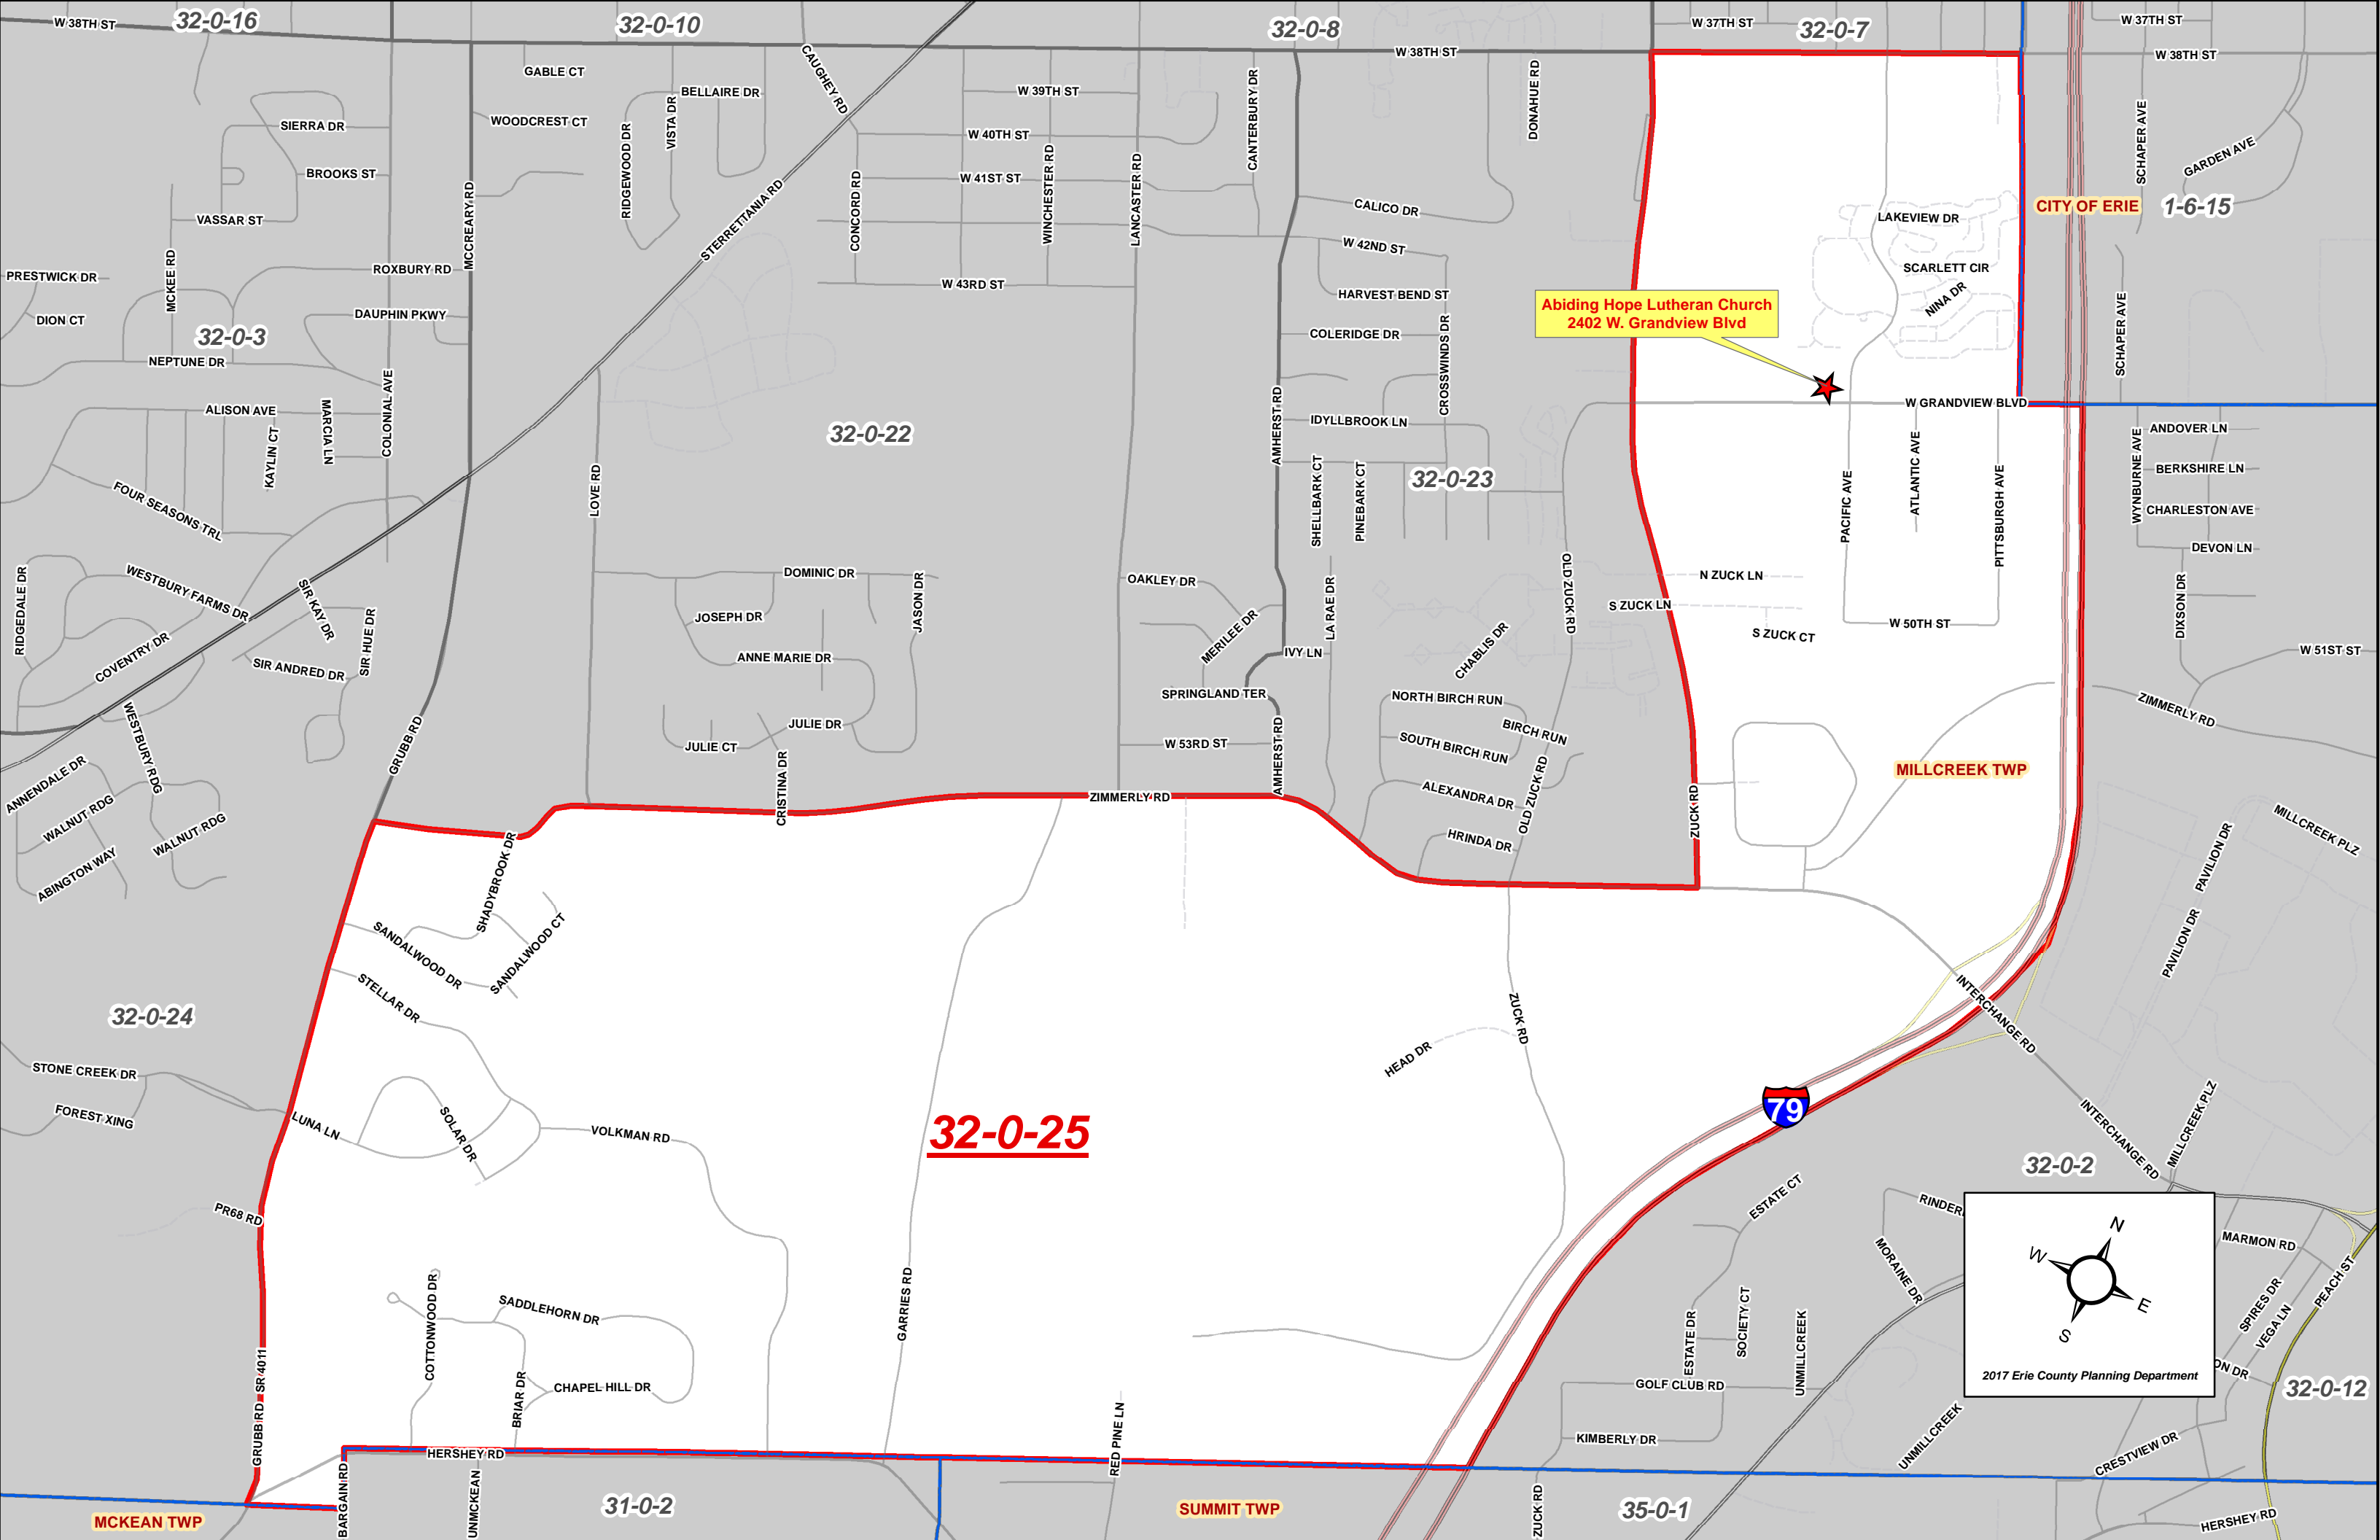 32-0-16
32-0-10
32-0-8
32-0-7
W 38TH ST
W 37TH ST
W 37TH ST
W 38TH ST
W 38TH ST
GABLE CT
CAUGHEY RD
BELLAIRE DR
VISTA DR
RIDGEWOOD DR
WOODCREST CT
SIERRA DR
BROOKS ST
VASSAR ST
MCKEE RD
MCCREARY RD
STERRETTANIA RD
W 39TH ST
W 40TH ST
W 41ST ST
W 43RD ST
CONCORD RD
WINCHESTER RD
LANCASTER RD
CANTERBURY DR
DONAHUE RD
CALICO DR
W 42ND ST
HARVEST BEND ST
COLERIDGE DR
CROSSWINDS DR
IDYLLBROOK LN
AMHERST RD
SHELLBARK CT
PINEBARK CT
LAKEVIEW DR
SCARLETT CIR
NINA DR
CITY OF ERIE
1-6-15
SCHAPER AVE
GARDEN AVE
SCHAPER AVE
Abiding Hope Lutheran Church
2402 W. Grandview Blvd
W GRANDVIEW BLVD
PRESTWICK DR
DION CT
ROXBURY RD
DAUPHIN PKWY
32-0-3
NEPTUNE DR
ALISON AVE
MARCIA LN
KAYLIN CT
COLONIAL AVE
FOUR SEASONS TRL
WESTBURY FARMS DR
RIDGEDALE DR
COVENTRY DR
SIR KAY DR
SIR HUE DR
SIR ANDRED DR
WESTBURY RDG
ANNENDALE DR
WALNUT RDG
WALNUT RDG
ABINGTON WAY
GRUBB RD
32-0-22
32-0-23
LOVE RD
DOMINIC DR
JOSEPH DR
JASON DR
ANNE MARIE DR
JULIE DR
JULIE CT
CRISTINA DR
OAKLEY DR
MERILEE DR
IVY LN
LA RAE DR
SPRINGLAND TER
W 53RD ST
AMHERST RD
CHABLIS DR
NORTH BIRCH RUN
BIRCH RUN
SOUTH BIRCH RUN
ALEXANDRA DR
HRINDA DR
OLD ZUCK RD
OLD ZUCK RD
ZIMMERLY RD
PACIFIC AVE
ATLANTIC AVE
PITTSBURGH AVE
N ZUCK LN
S ZUCK LN
S ZUCK CT
W 50TH ST
ZUCK RD
MILLCREEK TWP
ANDOVER LN
BERKSHIRE LN
WYNBURNE AVE
CHARLESTON AVE
DEVON LN
DIXSON DR
W 51ST ST
ZIMMERLY RD
MILLCREEK PLZ
PAVILION DR
PAVILION DR
SHADYBROOK DR
SANDALWOOD DR
SANDALWOOD CT
STELLAR DR
32-0-24
STONE CREEK DR
FOREST XING
LUNA LN
SOLAR DR
VOLKMAN RD
PR68 RD
32-0-25
HEAD DR
ZUCK RD
INTERCHANGE RD
INTERCHANGE RD
79
MILLCREEK PLZ
32-0-2
ESTATE CT
MORAINE DR
MARMON RD
SPIRES DR
VEGA LN
PEACH ST
32-0-12
COTTONWOOD DR
SADDLEHORN DR
CHAPEL HILL DR
BRIAR DR
GARRIES RD
GRUBB RD SR 4011
HERSHEY RD
BARGAIN RD
UNMCKEAN
RED PINE LN
ESTATE DR
SOCIETY CT
UNMILLCREEK
GOLF CLUB RD
KIMBERLY DR
UNMILLCREEK
CRESTVIEW DR
N
W
E
S
2017 Erie County Planning Department
MCKEAN TWP
31-0-2
SUMMIT TWP
ZUCK RD
35-0-1
HERSHEY RD